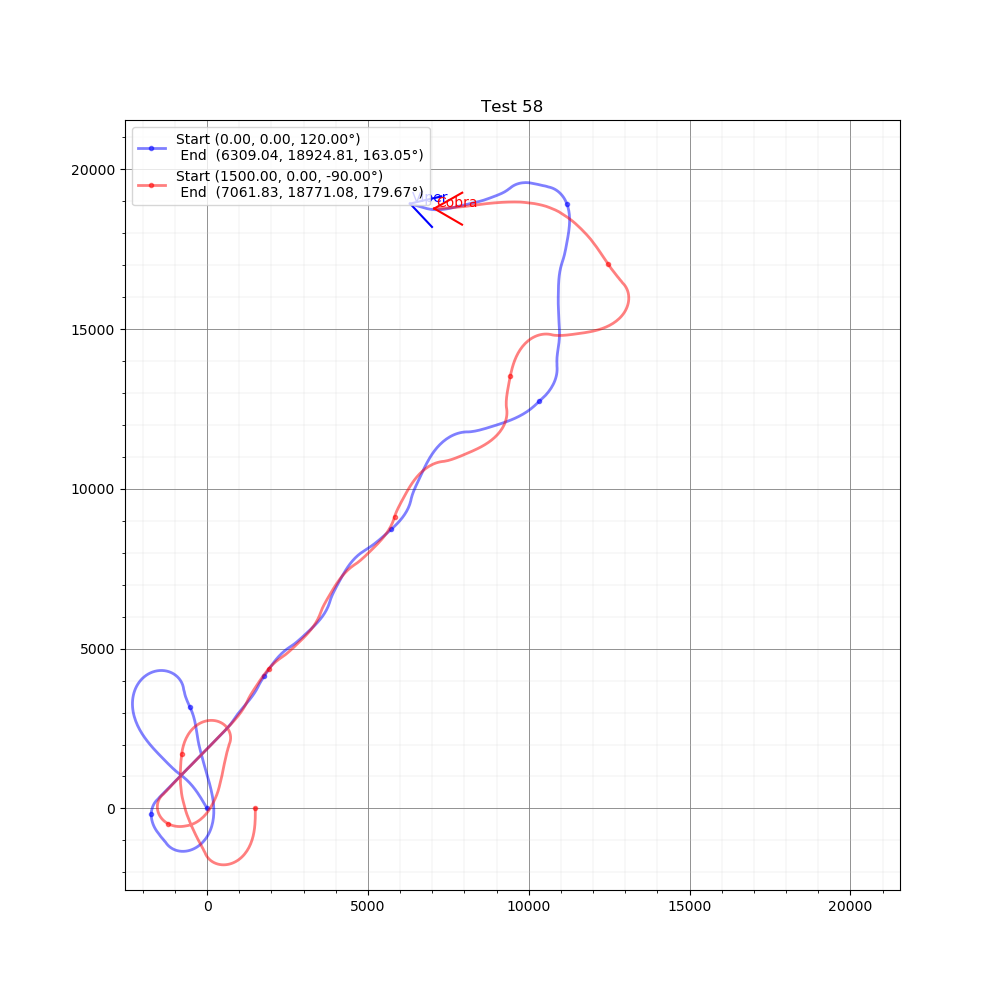 Test 58
Start (0.00, 0.00, 120.00°)
End (6309.04, 18924.81, 163.05°)
Start (1500.00, 0.00, -90.00°)
End (7061.83, 18771.08, 179.67°)
Cobra
20000
15000
10000
5000
0
0 5000 10000 15000 20000